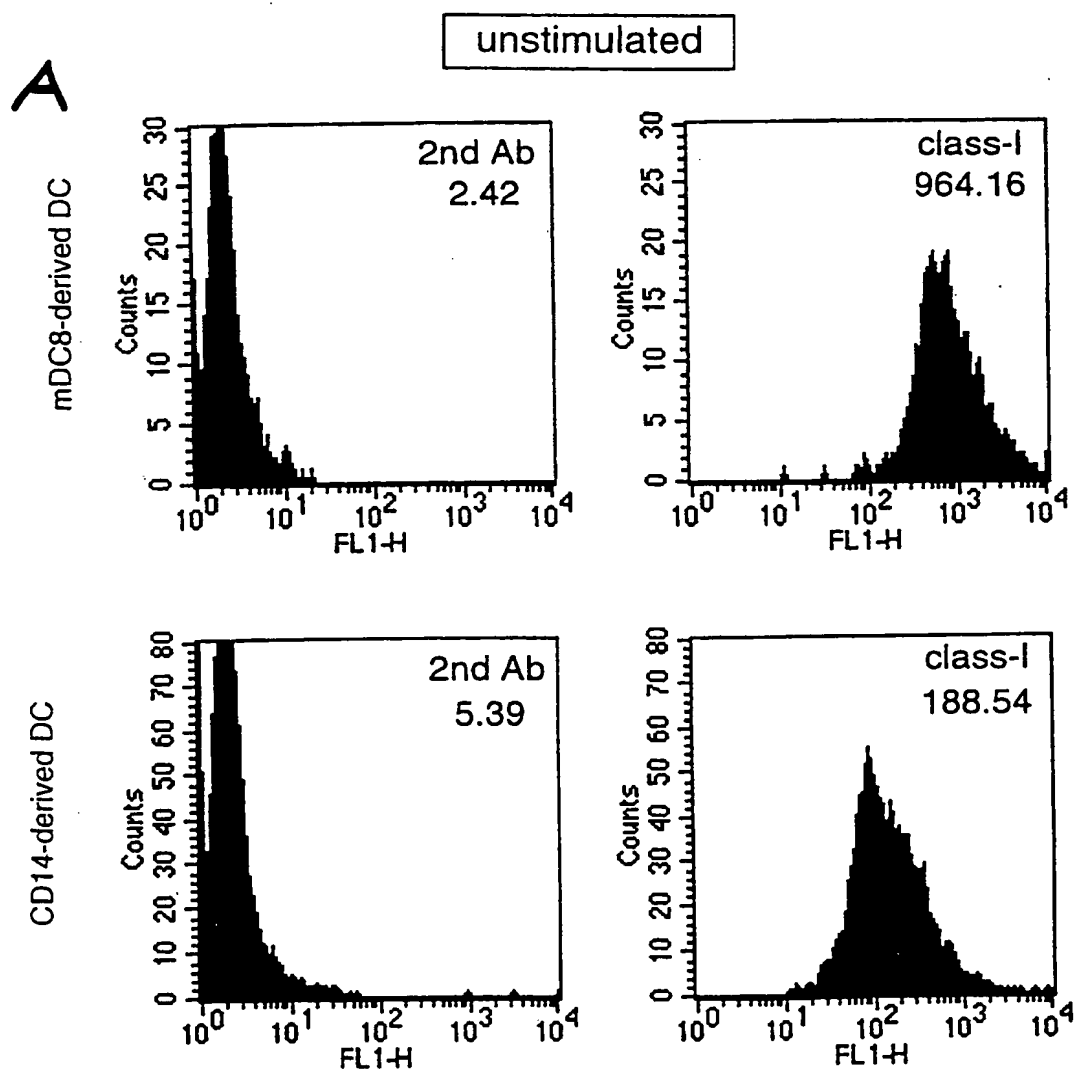 unstimulated
A
mDC8-derived DC
2nd Ab
2.42
Counts
30
25
20
15
10
5
0
10^0 10^1 10^2 10^3 10^4
FL1-H
class-I
964.16
Counts
30
25
20
15
10
5
0
10^0 10^1 10^2 10^3 10^4
FL1-H
CD14-derived DC
2nd Ab
5.39
Counts
80
70
60
50
40
30
20
10
0
10^0 10^1 10^2 10^3 10^4
FL1-H
class-I
188.54
Counts
80
70
60
50
40
30
20
10
0
10^0 10^1 10^2 10^3 10^4
FL1-H